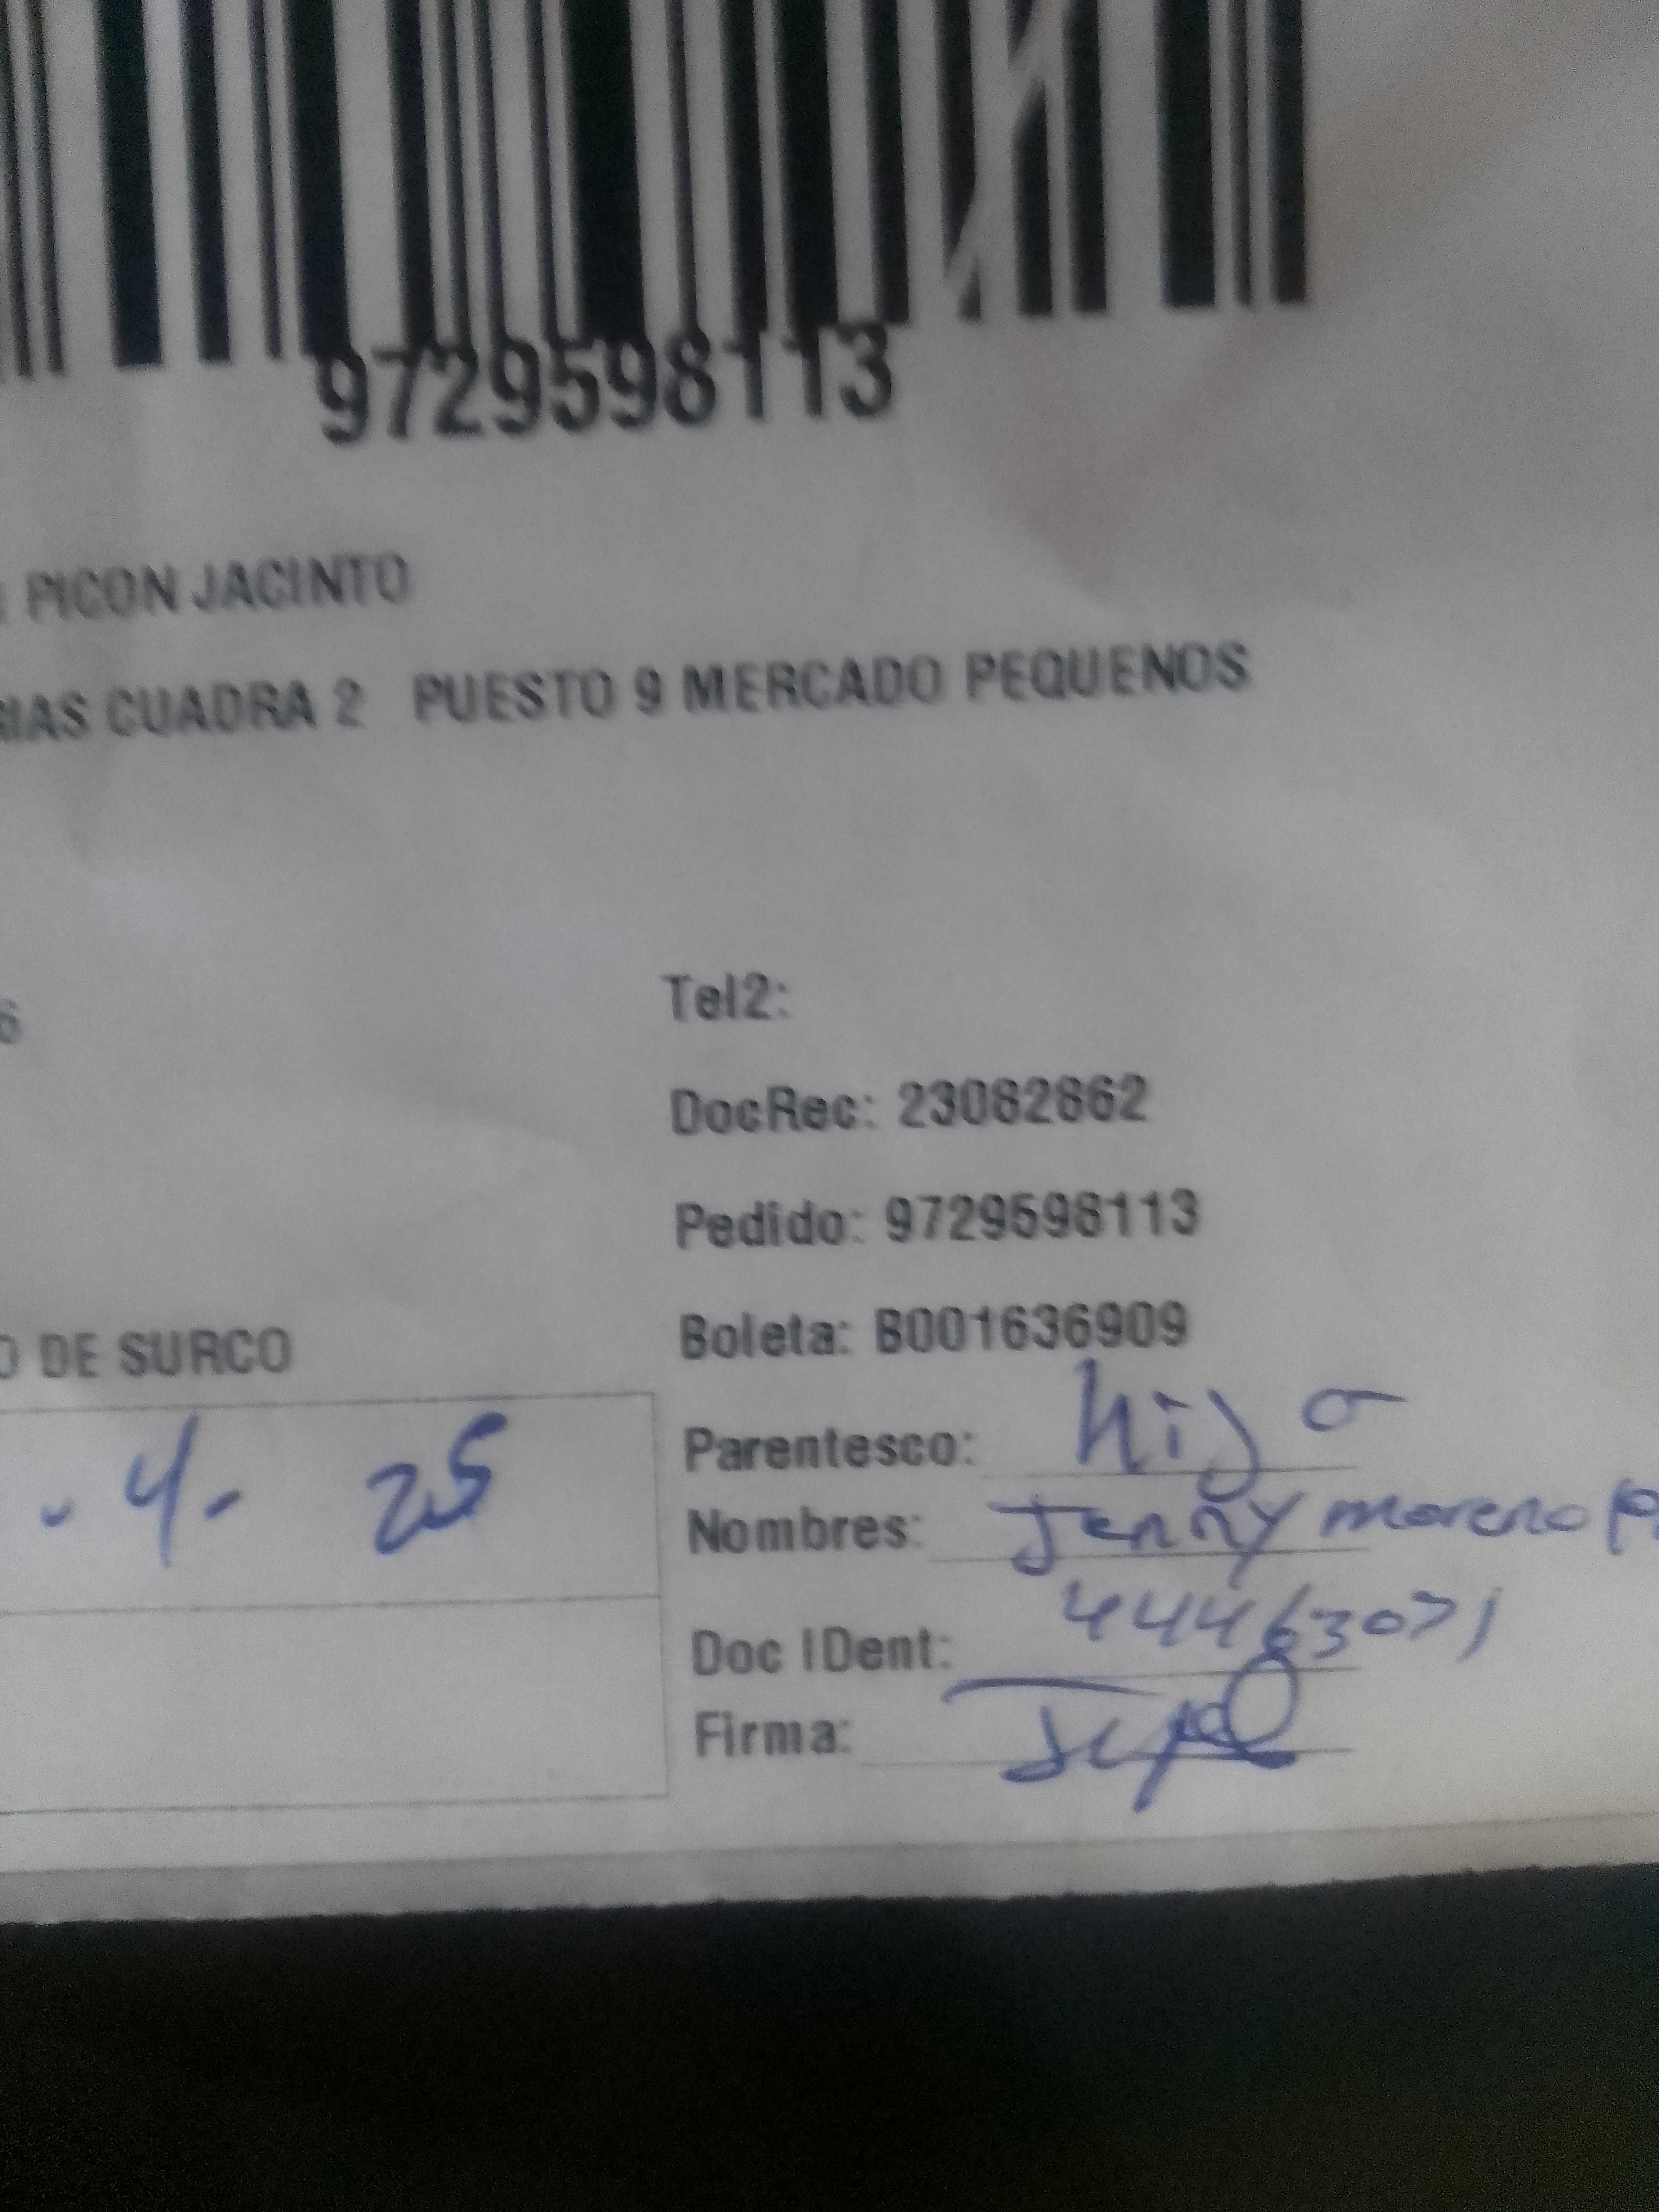 9729598113
PICON JACINTO
CUADRA 2 PUESTO 9 MERCADO PEQUENOS
6
Tel2:
DocRec: 23082862
Pedido: 9729598113
Boleta: B001636909
O DE SURCO
- 4 - 25
Parentesco: hijo
Nombres: Jenny moreno
Doc IDent: 44463071
Firma: